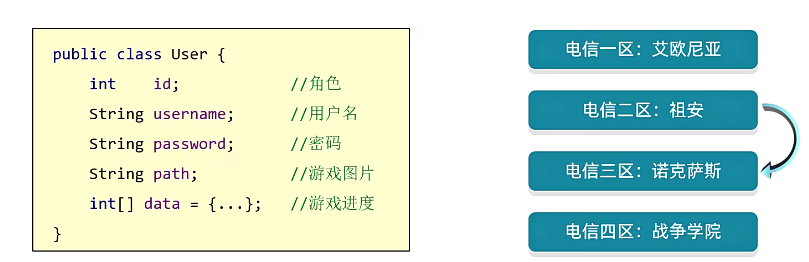 public class User {
int id; //角色
String username; //用户名
String password; //密码
String path; //游戏图片
int[] data = {...}; //游戏进度
}
电信一区：艾欧尼亚
电信二区：祖安
电信三区：诺克萨斯
电信四区：战争学院